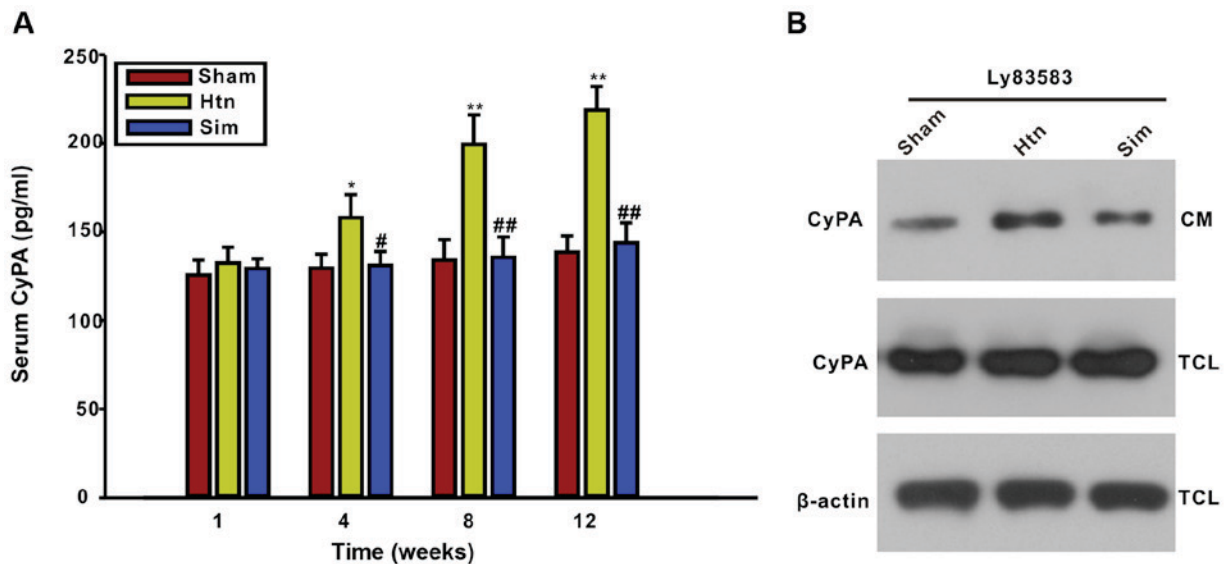 A
Serum CyPA (pg/ml)
250
200
150
100
50
0
Sham
Htn
Sim
*
#
**
##
**
##
1 4 8 12
Time (weeks)
B
Ly83583
Sham Htn Sim
CyPA CM
CyPA TCL
β-actin TCL